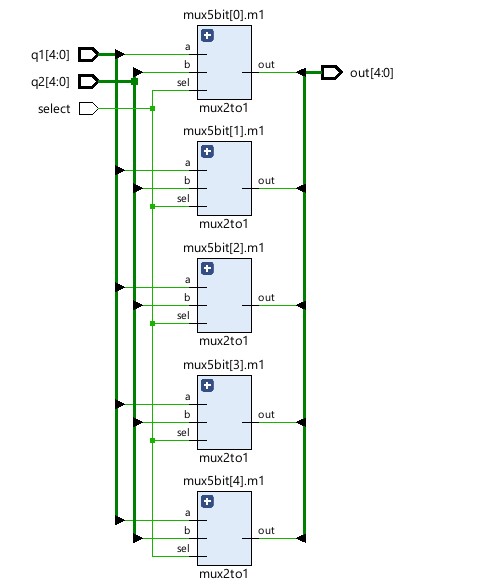 mux5bit[0].m1
q1[4:0]
a
q2[4:0]
b
out
out[4:0]
select
sel
mux2to1
mux5bit[1].m1
a
b
out
sel
mux2to1
mux5bit[2].m1
a
b
out
sel
mux2to1
mux5bit[3].m1
a
b
out
sel
mux2to1
mux5bit[4].m1
a
b
out
sel
mux2to1